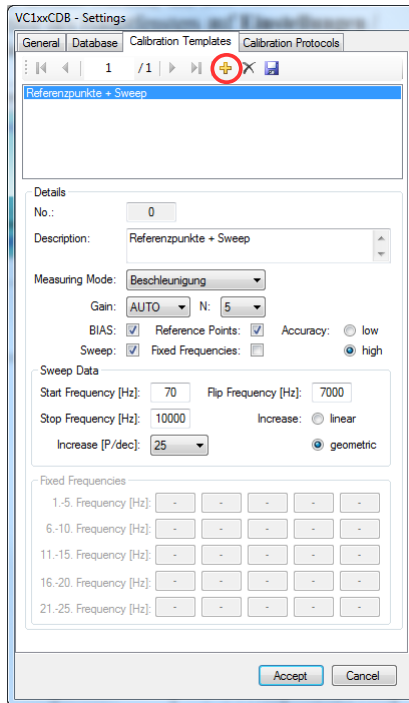 VC1xxCDB - Settings
General Database Calibration Templates Calibration Protocols
1 /1
Referenzpunkte + Sweep
Details
No.: 0
Description: Referenzpunkte + Sweep
Measuring Mode: Beschleunigung
Gain: AUTO N: 5
BIAS: Reference Points: Accuracy: low
Sweep: Fixed Frequencies: high
Sweep Data
Start Frequency [Hz]: 70 Flip Frequency [Hz]: 7000
Stop Frequency [Hz]: 10000 Increase: linear
Increase [P/dec]: 25 geometric
Fixed Frequencies
1.-5. Frequency [Hz]: - - - - -
6.-10. Frequency [Hz]: - - - - -
11.-15. Frequency [Hz]: - - - - -
16.-20. Frequency [Hz]: - - - - -
21.-25. Frequency [Hz]: - - - - -
Accept Cancel